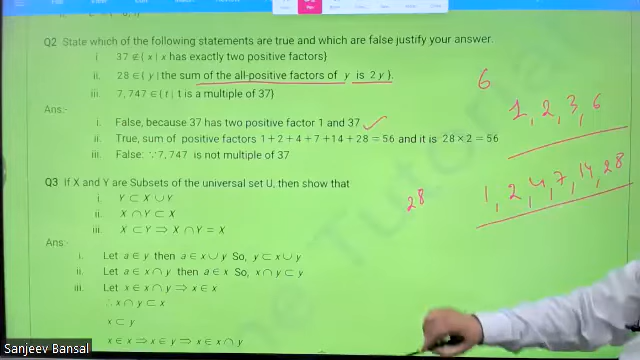 Q2 State which of the following statements are true and which are false justify your answer.
i. 37 ∉ { x | x has exactly two positive factors}
ii. 28 ∈ { y | the sum of the all-positive factors of y is 2 y }.
iii. 7,747 ∈ { t | t is a multiple of 37}
Ans:-
i. False, because 37 has two positive factor 1 and 37
ii. True, sum of positive factors 1 + 2 + 4 + 7 + 14 + 28 = 56 and it is 28 × 2 = 56
iii. False ∵ 7,747 is not multiple of 37
6
1, 2, 3, 6
28
1, 2, 4, 7, 14, 28
Q3 If X and Y are Subsets of the universal set U, then show that
i. Y ⊂ X ∪ Y
ii. X ∩ Y ⊂ X
iii. X ⊂ Y ⇒ X ∩ Y = X
Ans:-
i. Let a ∈ y then a ∈ x ∪ y So, y ⊂ x ∪ y
ii. Let a ∈ x ∩ y then a ∈ x So, x ∩ y ⊂ y
iii. Let x ∈ x ∩ y ⇒ x ∈ x
∴ x ∩ y ⊂ x
x ⊂ y
x ∈ x ⇒ x ∈ y ⇒ x ∈ x ∩ y
Sanjeev Bansal